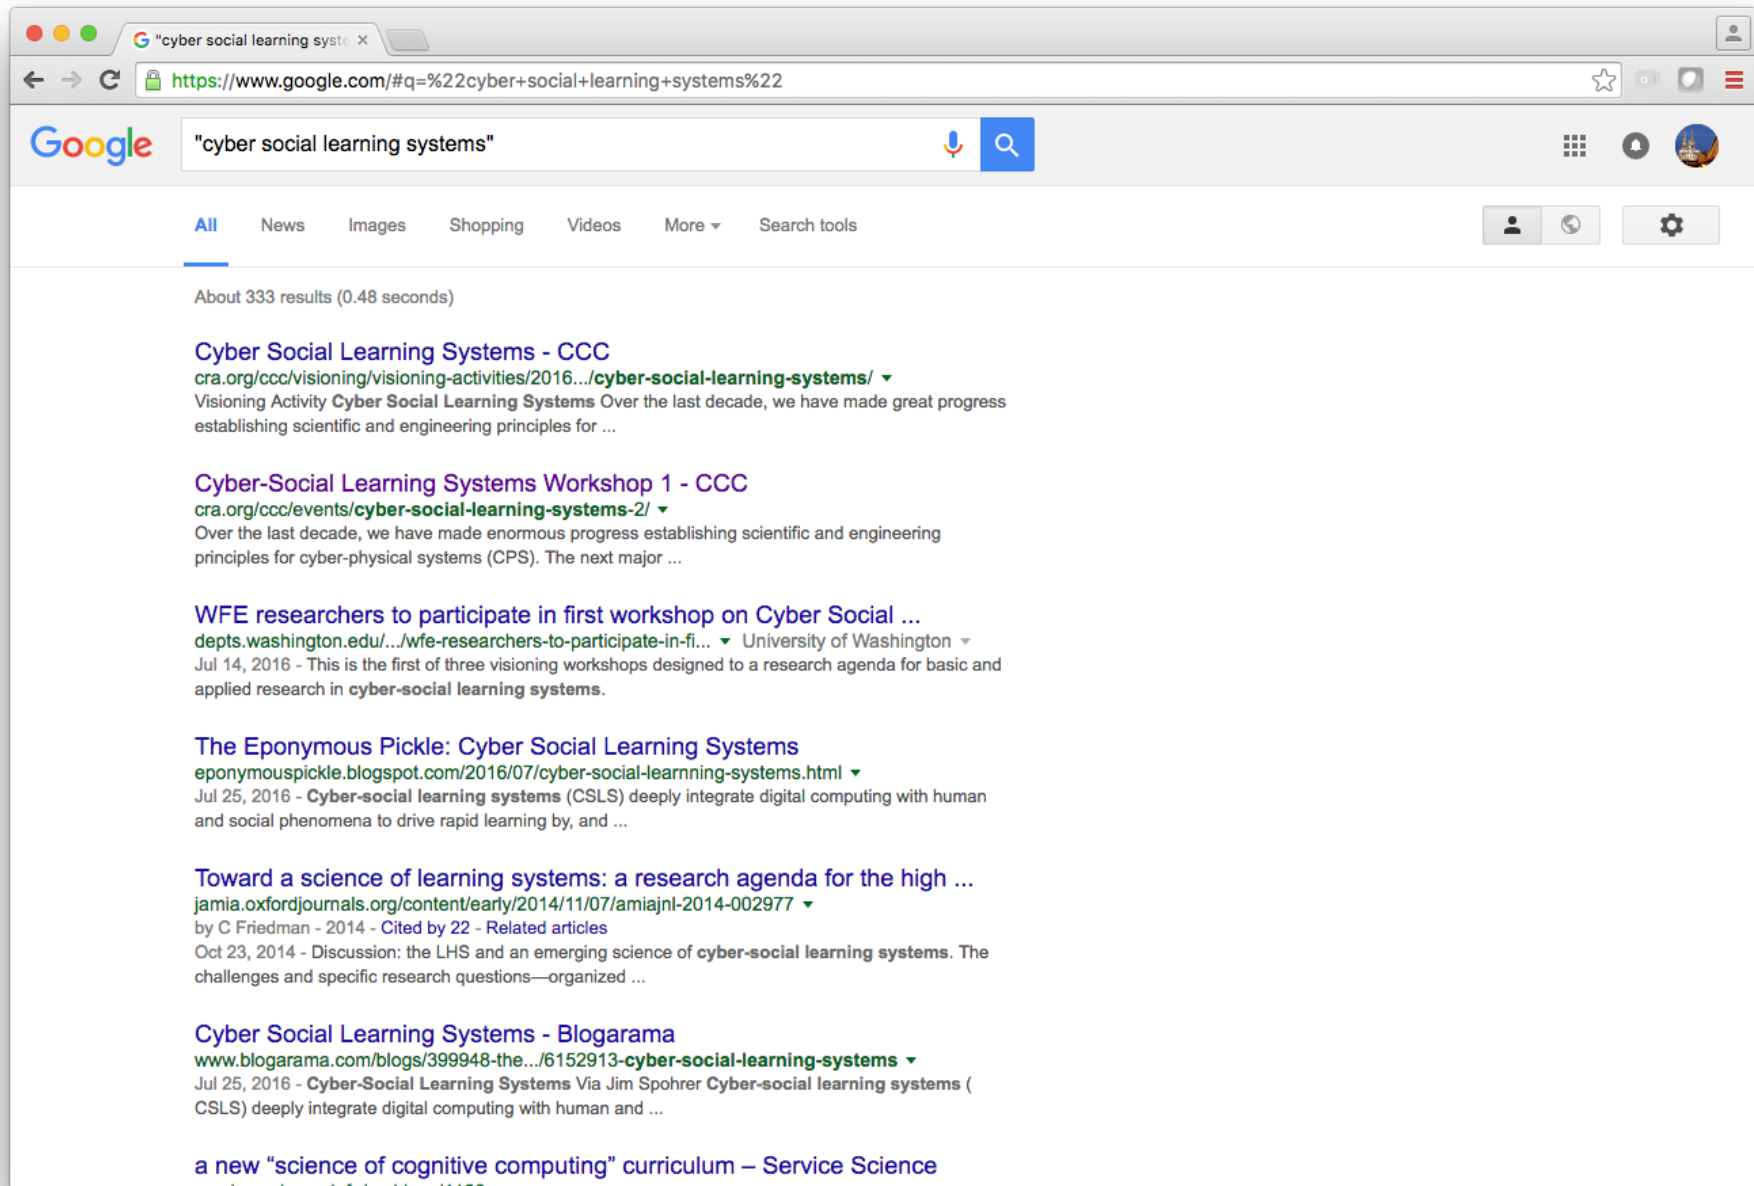 "cyber social learning syste
https://www.google.com/#q=%22cyber+social+learning+systems%22
Google "cyber social learning systems"
All News Images Shopping Videos More Search tools
About 333 results (0.48 seconds)
Cyber Social Learning Systems - CCC
cra.org/ccc/visioning/visioning-activities/2016.../cyber-social-learning-systems/
Visioning Activity Cyber Social Learning Systems Over the last decade, we have made great progress
establishing scientific and engineering principles for ...
Cyber-Social Learning Systems Workshop 1 - CCC
cra.org/ccc/events/cyber-social-learning-systems-2/
Over the last decade, we have made enormous progress establishing scientific and engineering
principles for cyber-physical systems (CPS). The next major ...
WFE researchers to participate in first workshop on Cyber Social ...
depts.washington.edu/.../wfe-researchers-to-participate-in-fi... University of Washington
Jul 14, 2016 - This is the first of three visioning workshops designed to a research agenda for basic and
applied research in cyber-social learning systems.
The Eponymous Pickle: Cyber Social Learning Systems
eponymouspickle.blogspot.com/2016/07/cyber-social-learnning-systems.html
Jul 25, 2016 - Cyber-social learning systems (CSLS) deeply integrate digital computing with human
and social phenomena to drive rapid learning by, and ...
Toward a science of learning systems: a research agenda for the high ...
jamia.oxfordjournals.org/content/early/2014/11/07/amiajnl-2014-002977
by C Friedman - 2014 - Cited by 22 - Related articles
Oct 23, 2014 - Discussion: the LHS and an emerging science of cyber-social learning systems. The
challenges and specific research questions—organized ...
Cyber Social Learning Systems - Blogarama
www.blogarama.com/blogs/399948-the.../6152913-cyber-social-learning-systems
Jul 25, 2016 - Cyber-Social Learning Systems Via Jim Spohrer Cyber-social learning systems (
CSLS) deeply integrate digital computing with human and ...
a new “science of cognitive computing” curriculum – Service Science